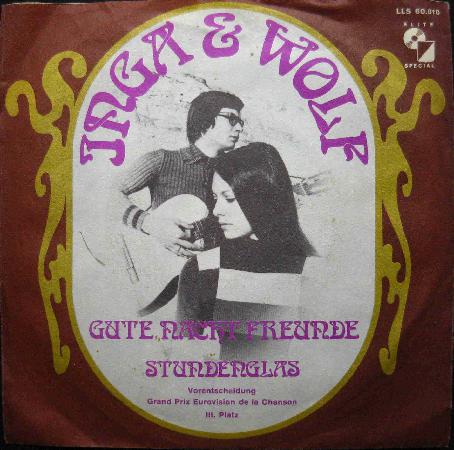 LLS 60.018
ELITE
SPECIAL
INGA & WOLF
GUTE NACHT FREUNDE
STUNDENGLAS
Vorentscheidung
Grand Prix Eurovision de la Chanson
III. Platz